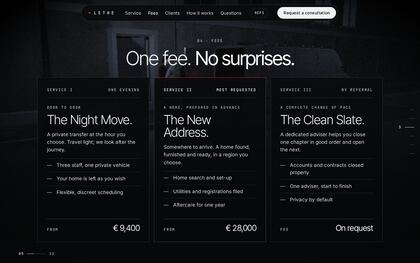 LETHE Service Fees Clients How it works Questions REFS Request a consultation
04 — FEES
One fee. No surprises.
SERVICE I ONE EVENING
DOOR TO DOOR
The Night Move.
A private transfer at the hour you
choose. Travel light; we look after the
journey.
— Three staff, one private vehicle
— Your home is left as you wish
— Flexible, discreet scheduling
FROM € 9,400
SERVICE II MOST REQUESTED
A HOME, PREPARED IN ADVANCE
The New
Address.
Somewhere to arrive. A home found,
furnished and ready, in a region you
choose.
— Home search and set-up
— Utilities and registrations filed
— Aftercare for one year
FROM € 28,000
SERVICE III BY REFERRAL
A COMPLETE CHANGE OF PACE
The Clean Slate.
A dedicated adviser helps you close
one chapter in good order and open
the next.
— Accounts and contracts closed
properly
— One adviser, start to finish
— Privacy by default
FEE On request